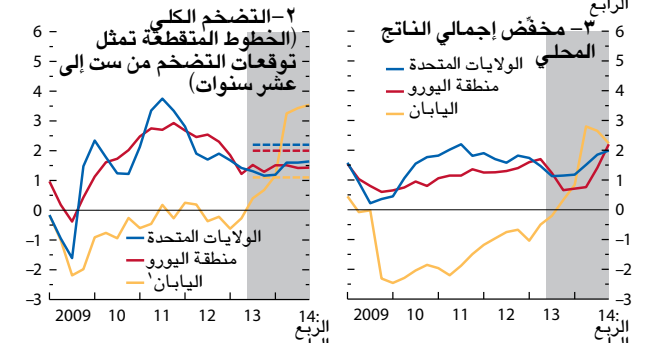 الرابع
٢-التضخم الكلي
(الخطوط المتقطعة تمثل
توقعات التضخم من ست إلى
عشر سنوات)
6
5
4
3
2
1
0
–1
–2
–3
الولايات المتحدة
منطقة اليورو
اليابان١
2009 10 11 12 13 14:
الربع
٣- مخفِّض إجمالي الناتج
المحلي
الولايات المتحدة
منطقة اليورو
اليابان
6
5
4
3
2
1
0
–1
–2
–3
2009 10 11 12 13 14:
الربع